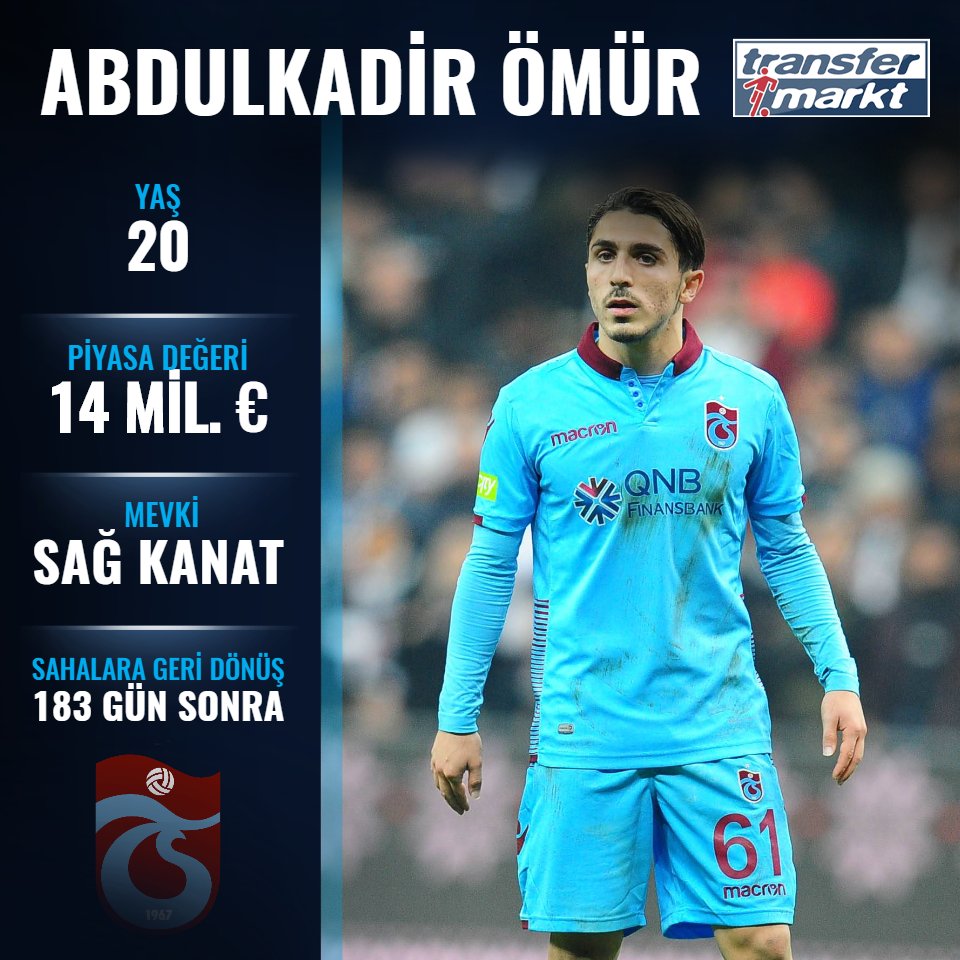 ABDULKADİR ÖMÜR
transfer
markt
YAŞ
20
PİYASA DEĞERİ
14 MİL. €
MEVKİ
SAĞ KANAT
SAHALARA GERİ DÖNÜŞ
183 GÜN SONRA
1967
macron
QNB
FINANSBANK
61
macron